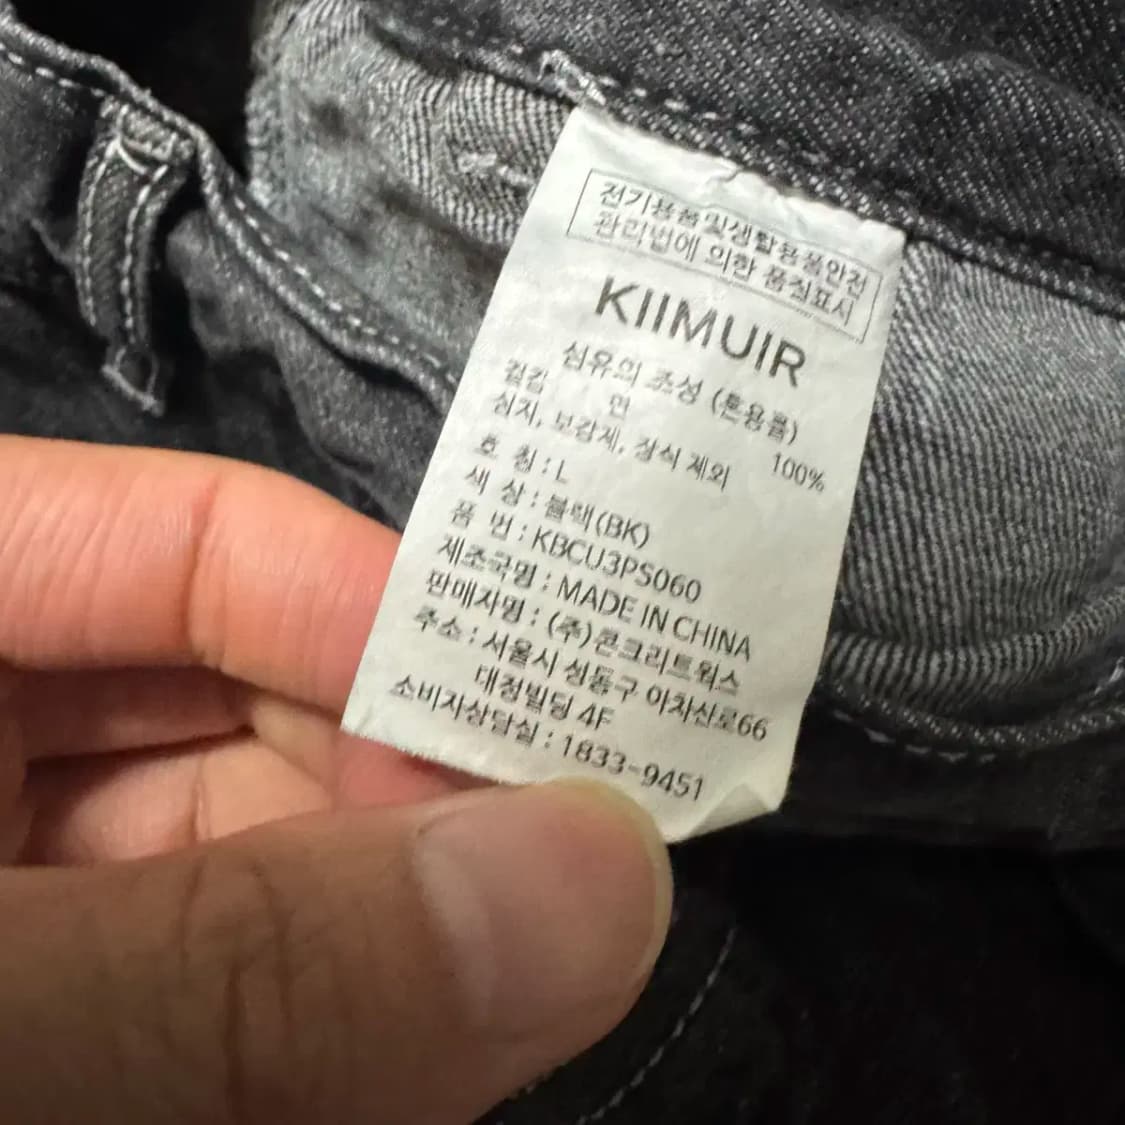 전기용품및생활용품안전
관리법에 의한 품질표시
KIIMUIR
섬유의 조성 (혼용률)
겉감 면 100%
심지, 보강제, 장식 제외
호 칭 : L
색 상 : 블랙(BK)
품 번 : KBCU3PS060
제조국명 : MADE IN CHINA
판매자명 : (주)콘크리트웍스
주소 : 서울시 성동구 아차산로66
대정빌딩 4F
소비자상담실 : 1833-9451